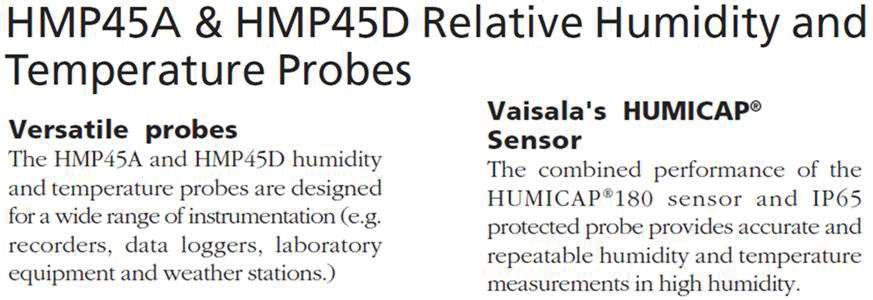 HMP45A & HMP45D Relative Humidity and
Temperature Probes
Versatile probes
The HMP45A and HMP45D humidity
and temperature probes are designed
for a wide range of instrumentation (e.g.
recorders, data loggers, laboratory
equipment and weather stations.)
Vaisala's HUMICAP®
Sensor
The combined performance of the
HUMICAP®180 sensor and IP65
protected probe provides accurate and
repeatable humidity and temperature
measurements in high humidity.